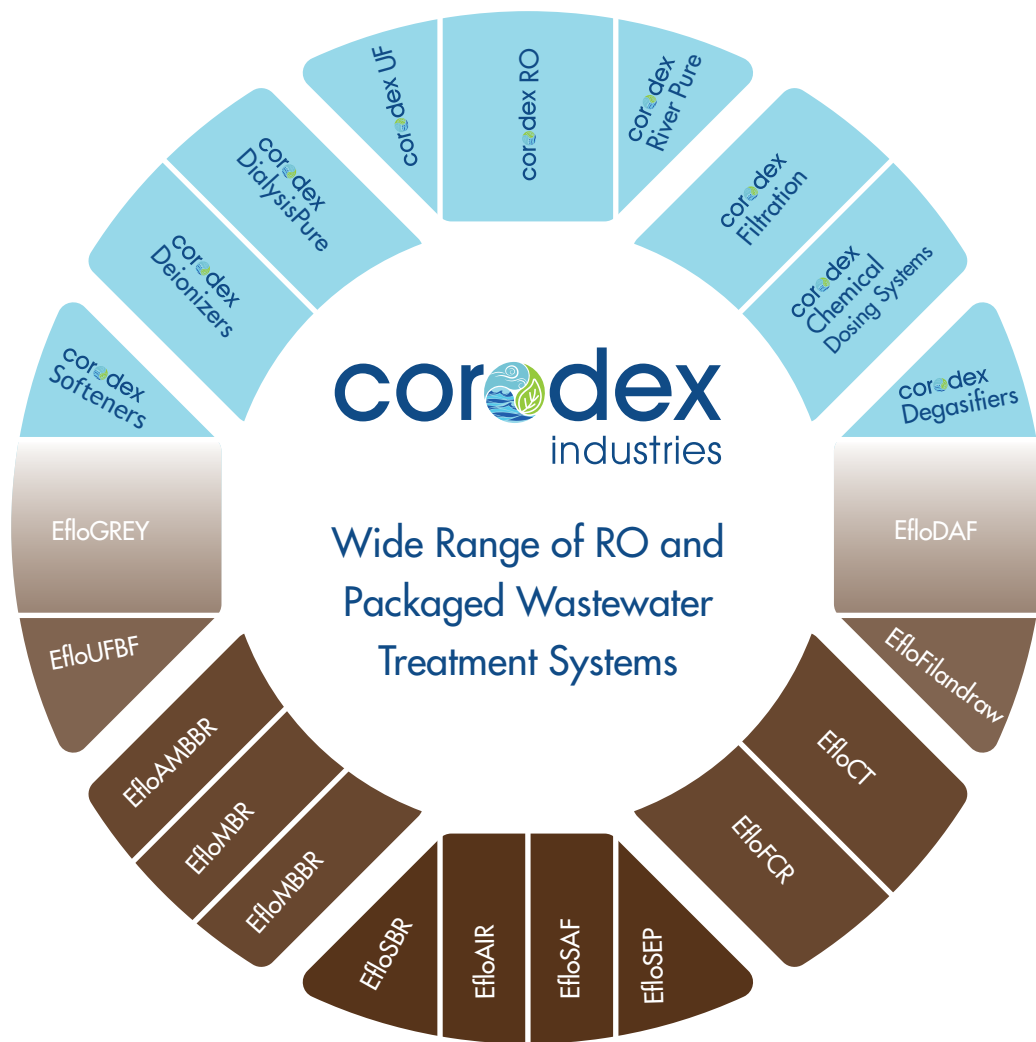 corodex UF
corodex RO
corodex
River Pure
corodex
Filtration
corodex
Chemical
Dosing Systems
corodex
Degasifiers
corodex
DialysisPure
corodex
Deionizers
corodex
Softeners
corodex
industries
Wide Range of RO and
Packaged Wastewater
Treatment Systems
EfloGREY
EfloUFBF
EfloAMBBR
EfloMBR
EfloMBBR
EfloSBR
EfloAIR
EfloSAF
EfloSEP
EfloFCR
EfloCT
EfloFilandraw
EfloDAF